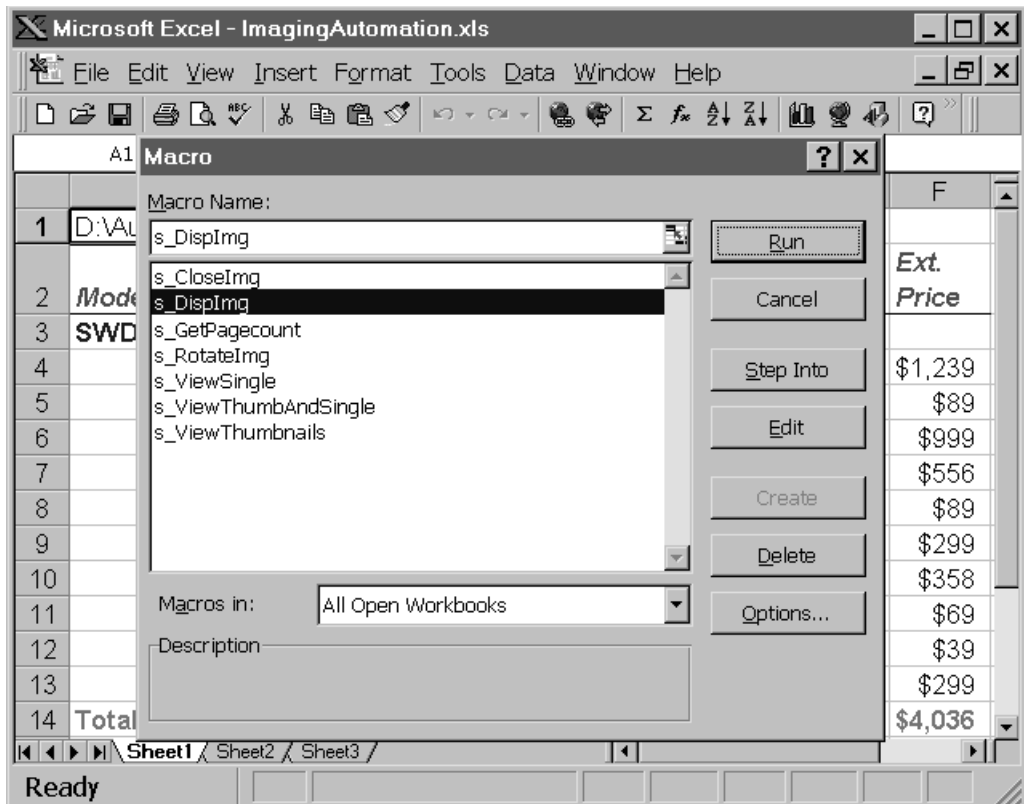 Microsoft Excel - ImagingAutomation.xls
File Edit View Insert Format Tools Data Window Help
A1
Macro
F
Macro Name:
1 D:\Au
s_DispImg
Run
Ext.
2 Mode
Price
s_CloseImg
s_DispImg
Cancel
3 SWD
s_GetPagecount
s_RotateImg
4
Step Into
$1,239
s_ViewSingle
5
s_ViewThumbAndSingle
$89
6
s_ViewThumbnails
Edit
$999
7
$556
8
Create
$89
9
Delete
$299
10
$358
11
Macros in:
All Open Workbooks
Options...
$69
12
Description
$39
13
$299
14 Total
$4,036
Sheet1 / Sheet2 / Sheet3 /
Ready